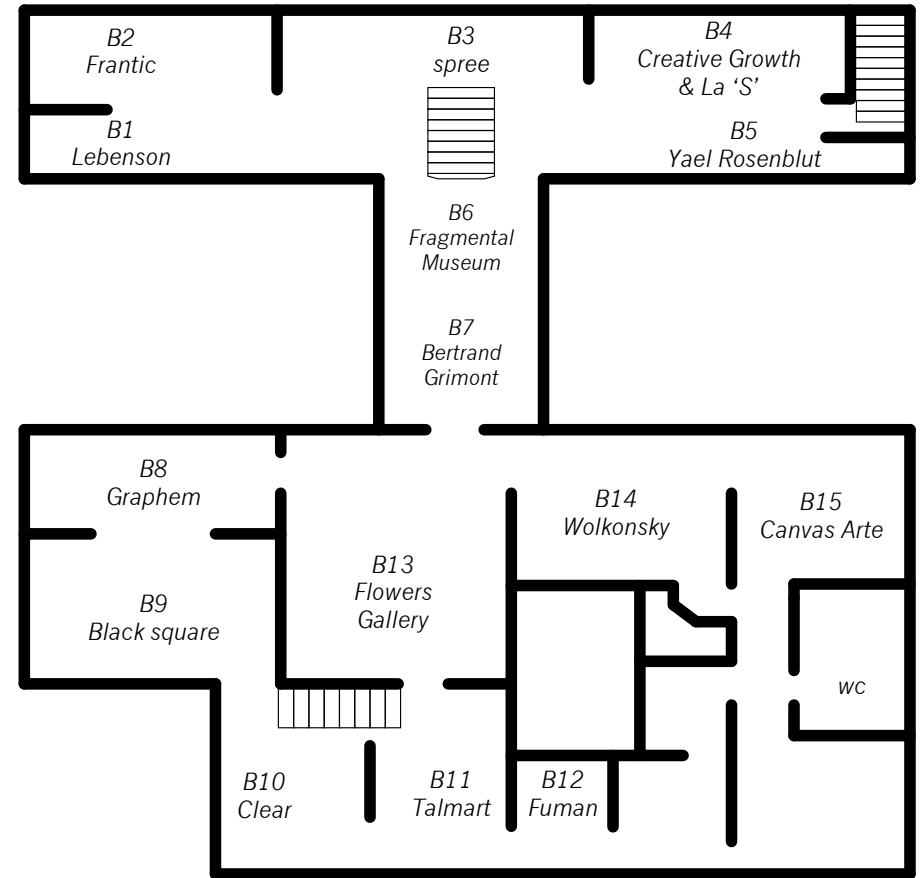 B1
Lebenson
B2
Frantic
B3
spree
B4
Creative Growth
& La ‘S’
B5
Yael Rosenblut
B6
Fragmental
Museum
B7
Bertrand
Grimont
B8
Graphem
B9
Black square
B10
Clear
B11
Talmart
B12
Fuman
B13
Flowers
Gallery
B14
Wolkonsky
B15
Canvas Arte
wc